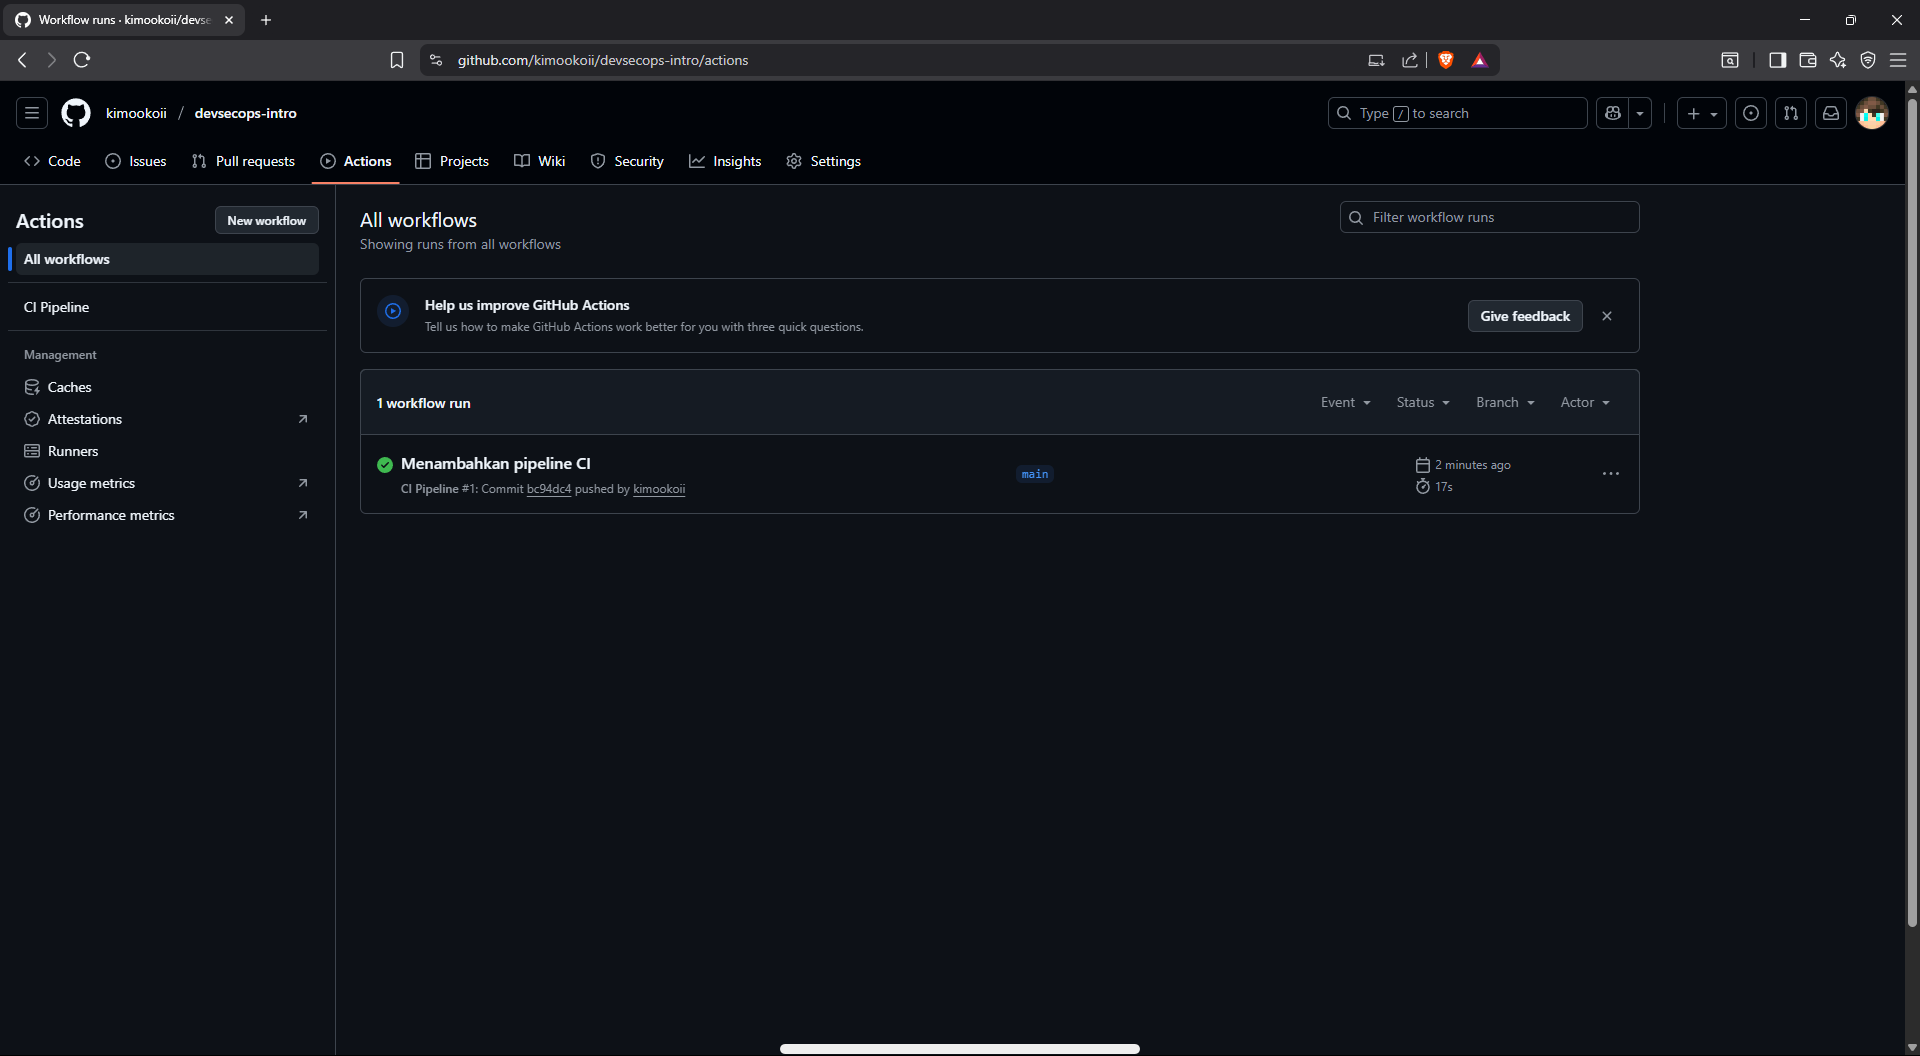 Workflow runs · kimookoii/devse
github.com/kimookoii/devsecops-intro/actions
kimookoii / devsecops-intro
Type / to search
Code
Issues
Pull requests
Actions
Projects
Wiki
Security
Insights
Settings
Actions
New workflow
All workflows
CI Pipeline
Management
Caches
Attestations
Runners
Usage metrics
Performance metrics
All workflows
Showing runs from all workflows
Filter workflow runs
Help us improve GitHub Actions
Tell us how to make GitHub Actions work better for you with three quick questions.
Give feedback
1 workflow run
Event
Status
Branch
Actor
Menambahkan pipeline CI
CI Pipeline #1: Commit bc94dc4 pushed by kimookoii
main
2 minutes ago
17s